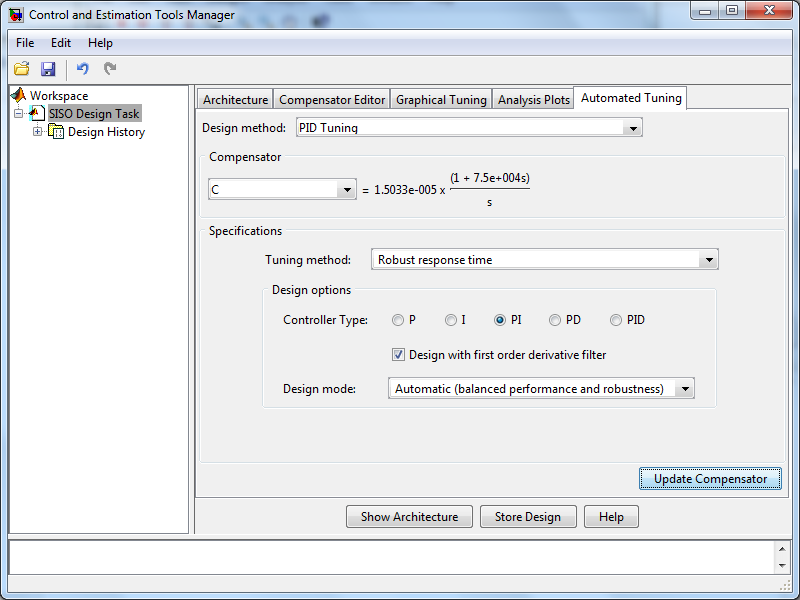 Control and Estimation Tools Manager
File Edit Help
Workspace
SISO Design Task
Design History
Architecture Compensator Editor Graphical Tuning Analysis Plots Automated Tuning
Design method: PID Tuning
Compensator
C = 1.5033e-005 x (1 + 7.5e+004s)
s
Specifications
Tuning method: Robust response time
Design options
Controller Type: P I PI PD PID
Design with first order derivative filter
Design mode: Automatic (balanced performance and robustness)
Update Compensator
Show Architecture Store Design Help